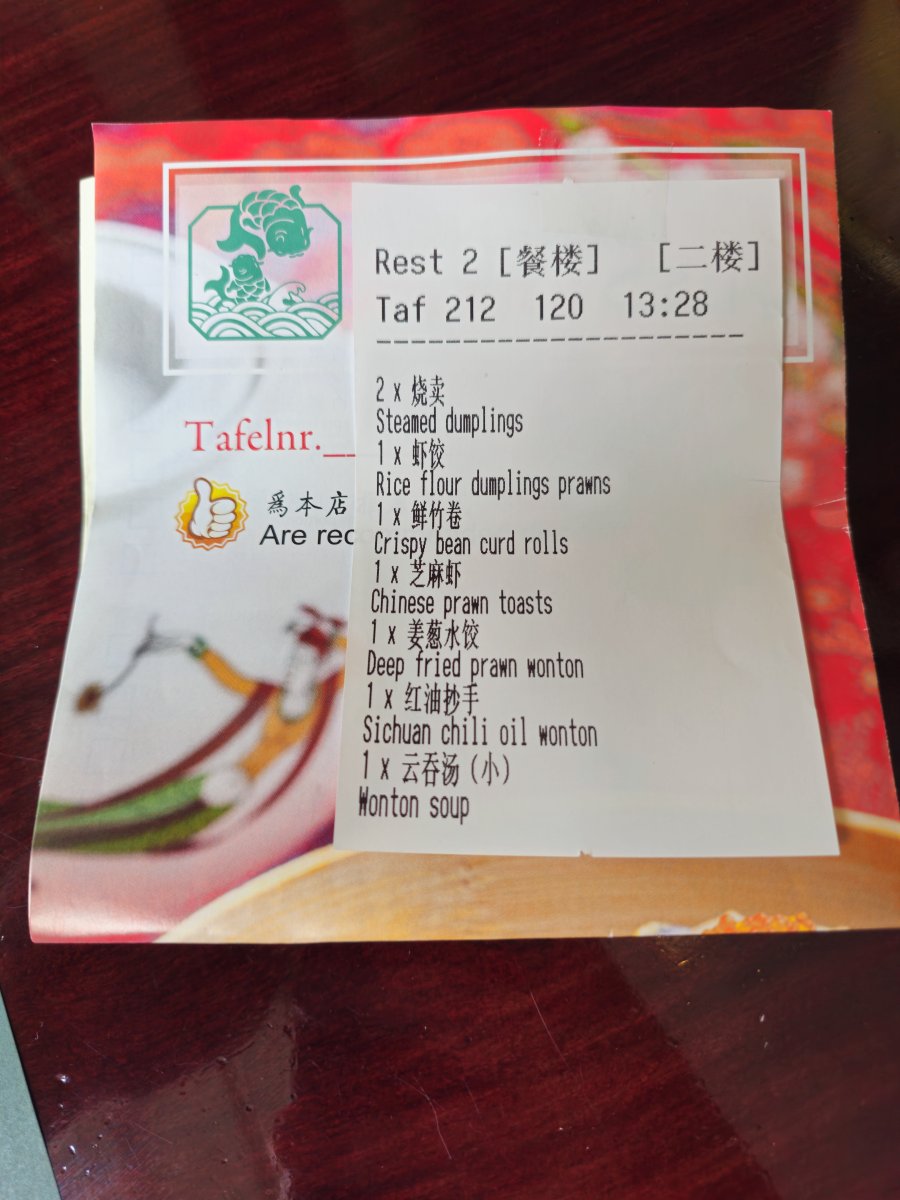 Rest 2 [餐楼] [二楼]
Taf 212 120 13:28
--------------------
2 x 烧卖
Steamed dumplings
1 x 虾饺
Rice flour dumplings prawns
1 x 鲜竹卷
Crispy bean curd rolls
1 x 芝麻虾
Chinese prawn toasts
1 x 姜葱水饺
Deep fried prawn wonton
1 x 红油抄手
Sichuan chili oil wonton
1 x 云吞汤(小)
Wonton soup
Tafelnr.__
爲本店
Are rec